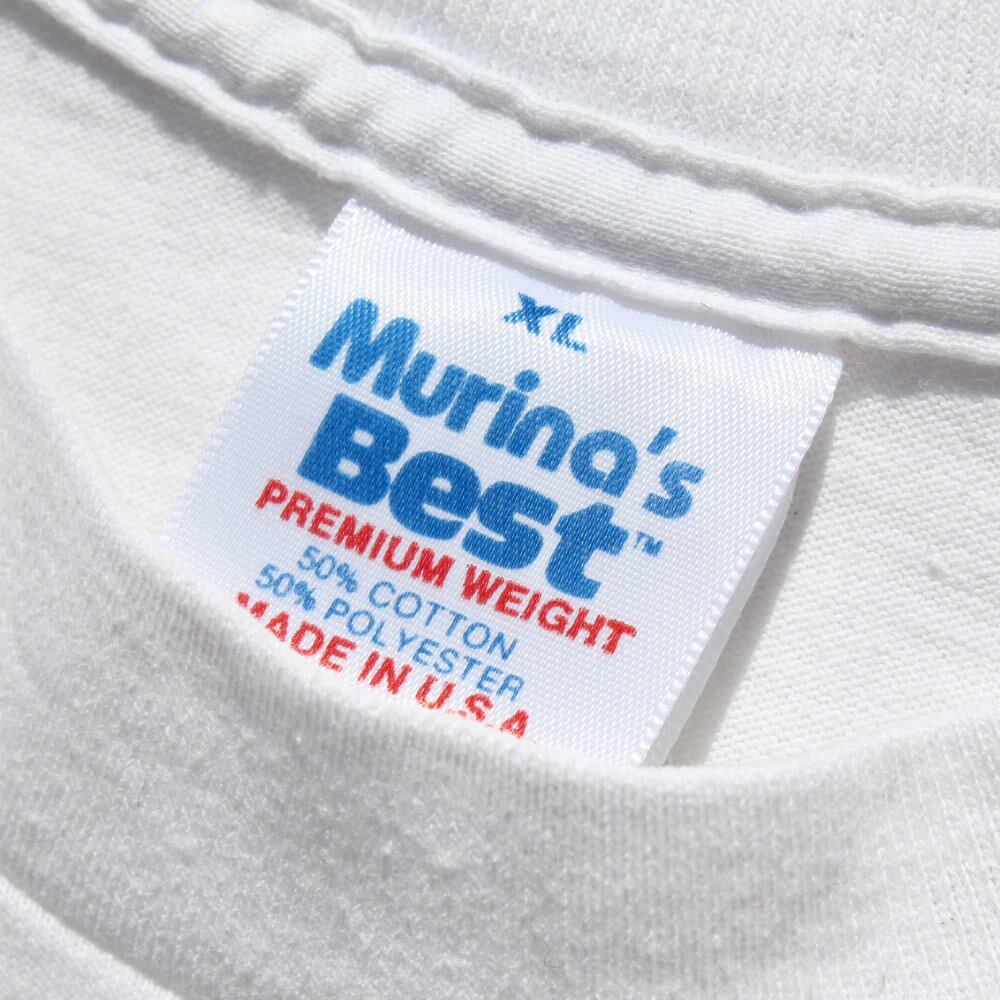 XL
Murina's
Best™
PREMIUM WEIGHT
50% COTTON
50% POLYESTER
MADE IN U.S.A.